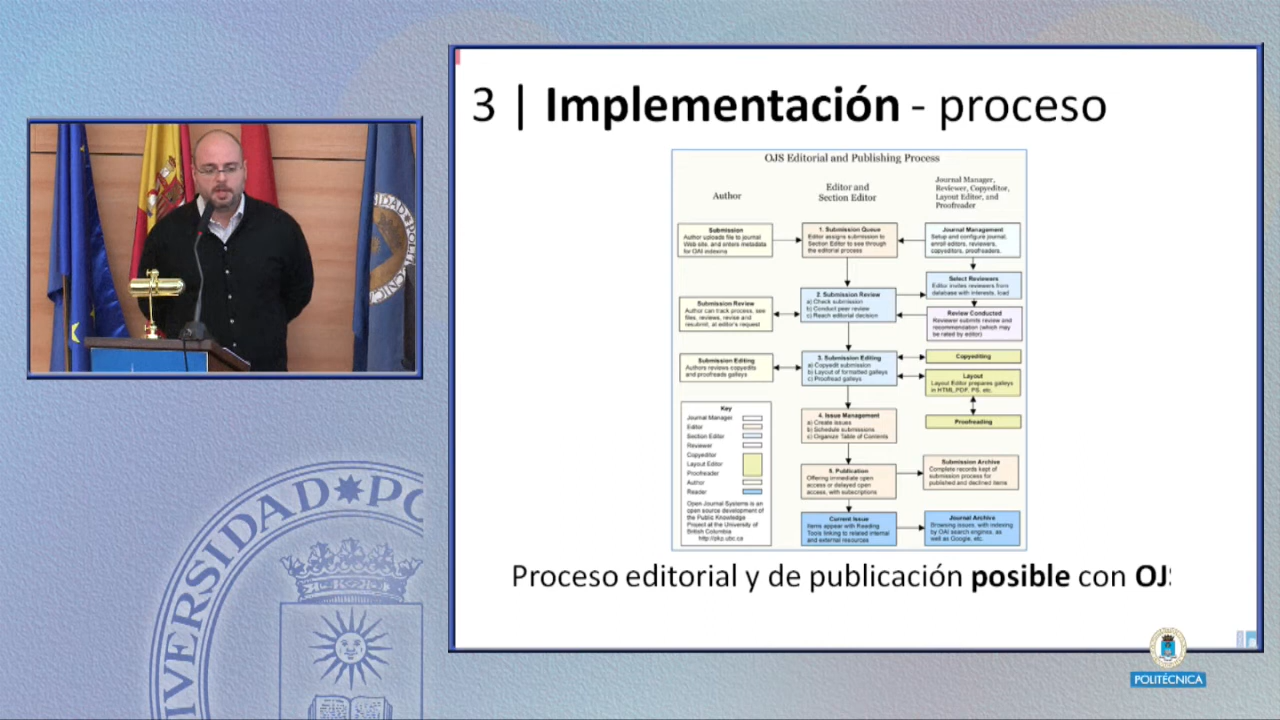 3 | Implementación - proceso
OJS Editorial and Publishing Process
Author
Editor and
Section Editor
Journal Manager,
Reviewer, Copyeditor,
Layout Editor, and
Proofreader
Submission
Author uploads file to journal
Web site, and enters metadata
for OAI indexing
1. Submission Queue
Editor assigns submission to
Section Editor to see through
the editorial process
Journal Management
Setup and configure journal,
enroll editors, reviewers,
copyeditors, proofreaders.
Select Reviewers
Editor invites reviewers from
database with interests, load
2. Submission Review
a) Check submission
b) Conduct peer review
c) Reach editorial decision
Submission Review
Author can track process, see
files, reviews, revise and
resubmit, at editor's request
Review Conducted
Reviewer submits review and
recommendation (which may
be rated by editor)
Submission Editing
Authors reviews copyedits
and proofreads galleys
3. Submission Editing
a) Copyedit submission
b) Layout of formatted galleys
c) Proofread galleys
Copyediting
Layout
Layout Editor prepares galleys
in HTML, PDF, PS, etc.
Proofreading
Key
Journal Manager
Editor
Section Editor
Reviewer
Copyeditor
Layout Editor
Proofreader
Author
Reader
Open Journal Systems is an
open source development of
the Public Knowledge
Project at the University of
British Columbia
http://pkp.ubc.ca
4. Issue Management
a) Create issues
b) Schedule submissions
c) Organize Table of Contents
5. Publication
Offering immediate open
access or delayed open
access, with subscriptions
Submission Archive
Complete records kept of
submission process for
published and declined items
Current Issue
Items appear with Reading
Tools linking to related internal
and external resources
Journal Archive
Browsing issues, with indexing
by OAI search engines, as
well as Google, etc.
Proceso editorial y de publicación posible con OJ
POLITÉCNICA